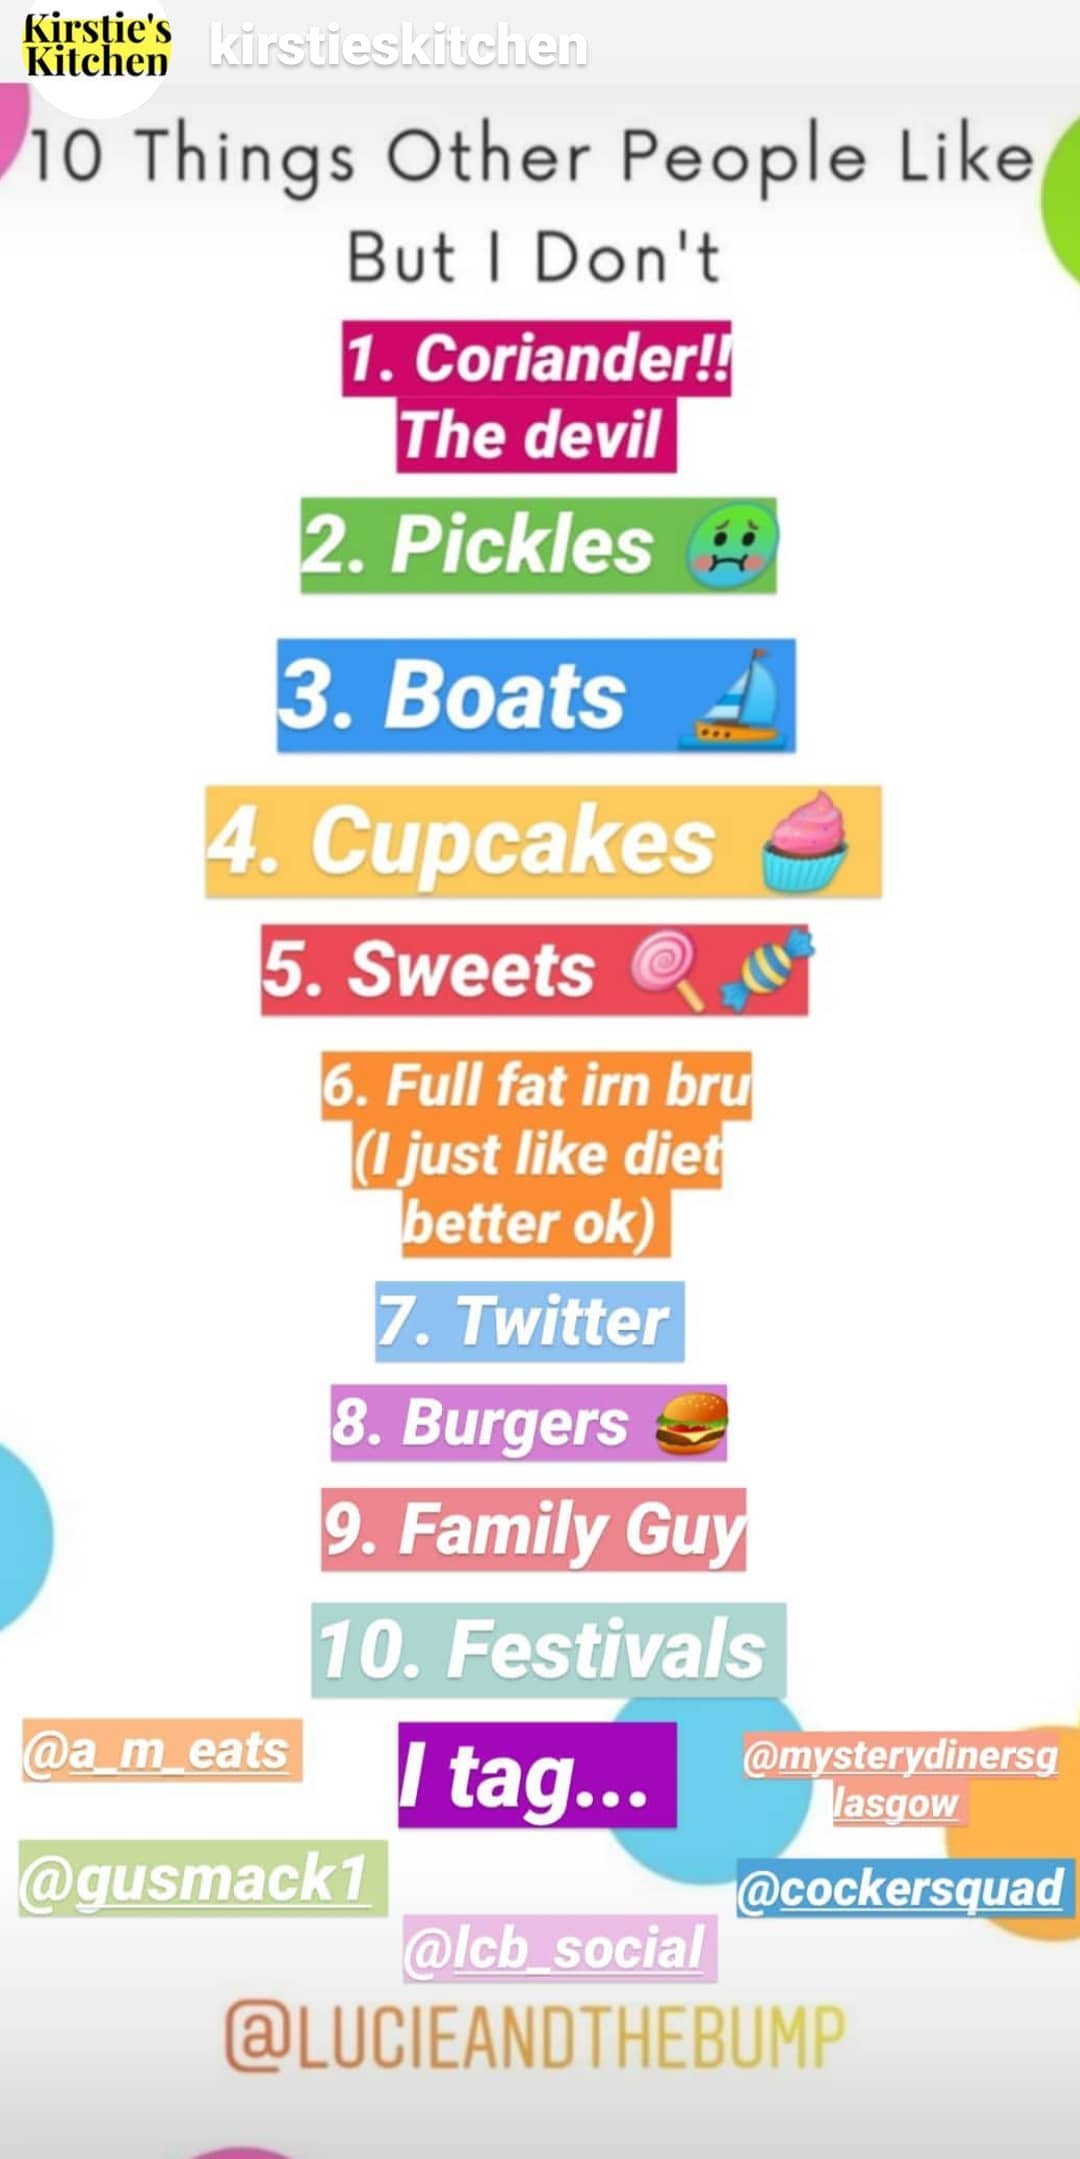 Kirstie's
Kitchen
kirstieskitchen
10 Things Other People Like
But I Don't
1. Coriander!!
The devil
2. Pickles 🤢
3. Boats ⛵
4. Cupcakes 🧁
5. Sweets 🍭🍬
6. Full fat irn bru
(I just like diet
better ok)
7. Twitter
8. Burgers 🍔
9. Family Guy
10. Festivals
@a_m_eats
I tag...
@mysterydinersg
lasgow
@gusmack1
@cockersquad
@lcb_social
@LUCIEANDTHEBUMP